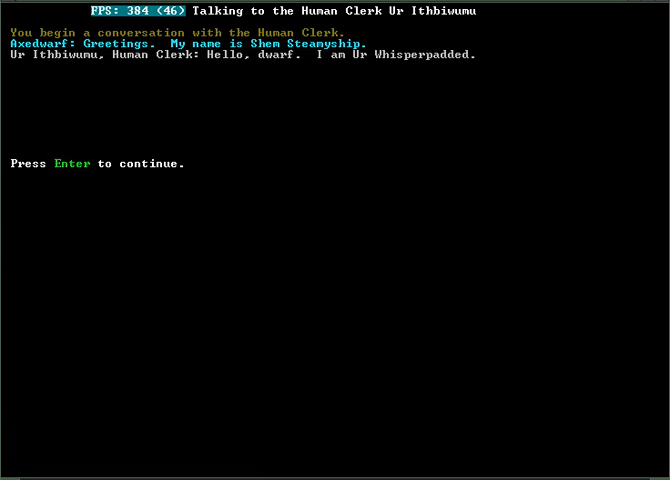 FPS: 384 (46) Talking to the Human Clerk Ur Ithbiwumu
You begin a conversation with the Human Clerk.
Axedwarf: Greetings.  My name is Shem Steamyship.
Ur Ithbiwumu, Human Clerk: Hello, dwarf.  I am Ur Whisperpadded.
Press Enter to continue.